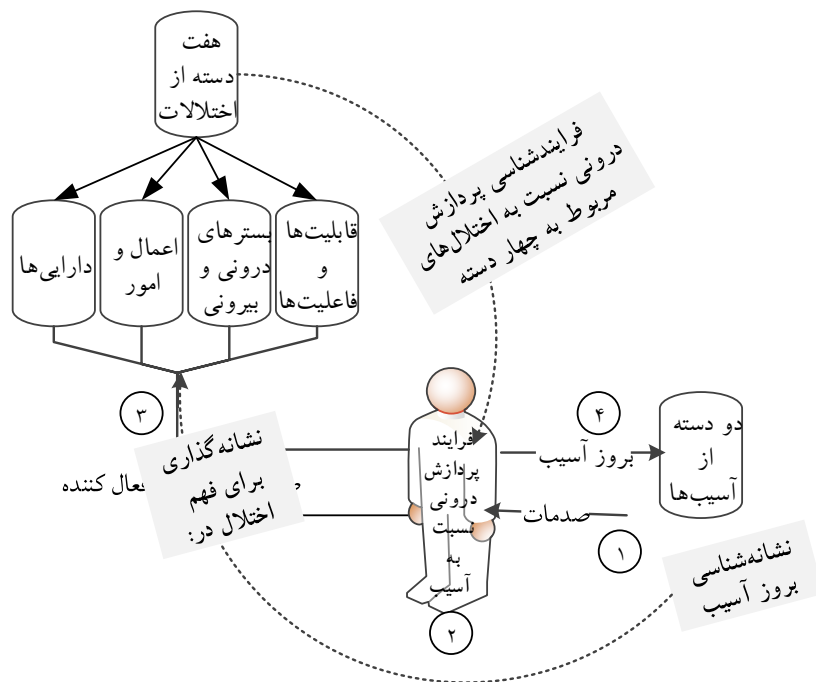 هفت
دسته از
اختلالات
فرایندشناسی پردازش
درونی نسبت به اختلال‌های
مربوط به چهار دسته
قابلیت‌ها
و
فاعلیت‌ها
بسترهای
درونی و
بیرونی
اعمال و
امور
دارایی‌ها
۳
نشانه‌گذاری
برای فهم
اختلال در:
فعال کننده
فرایند
پردازش
درونی
نسبت
به
آسیب
۲
۴
بروز آسیب
دو دسته
از
آسیب‌ها
صدمات
۱
نشانه‌شناسی
بروز آسیب